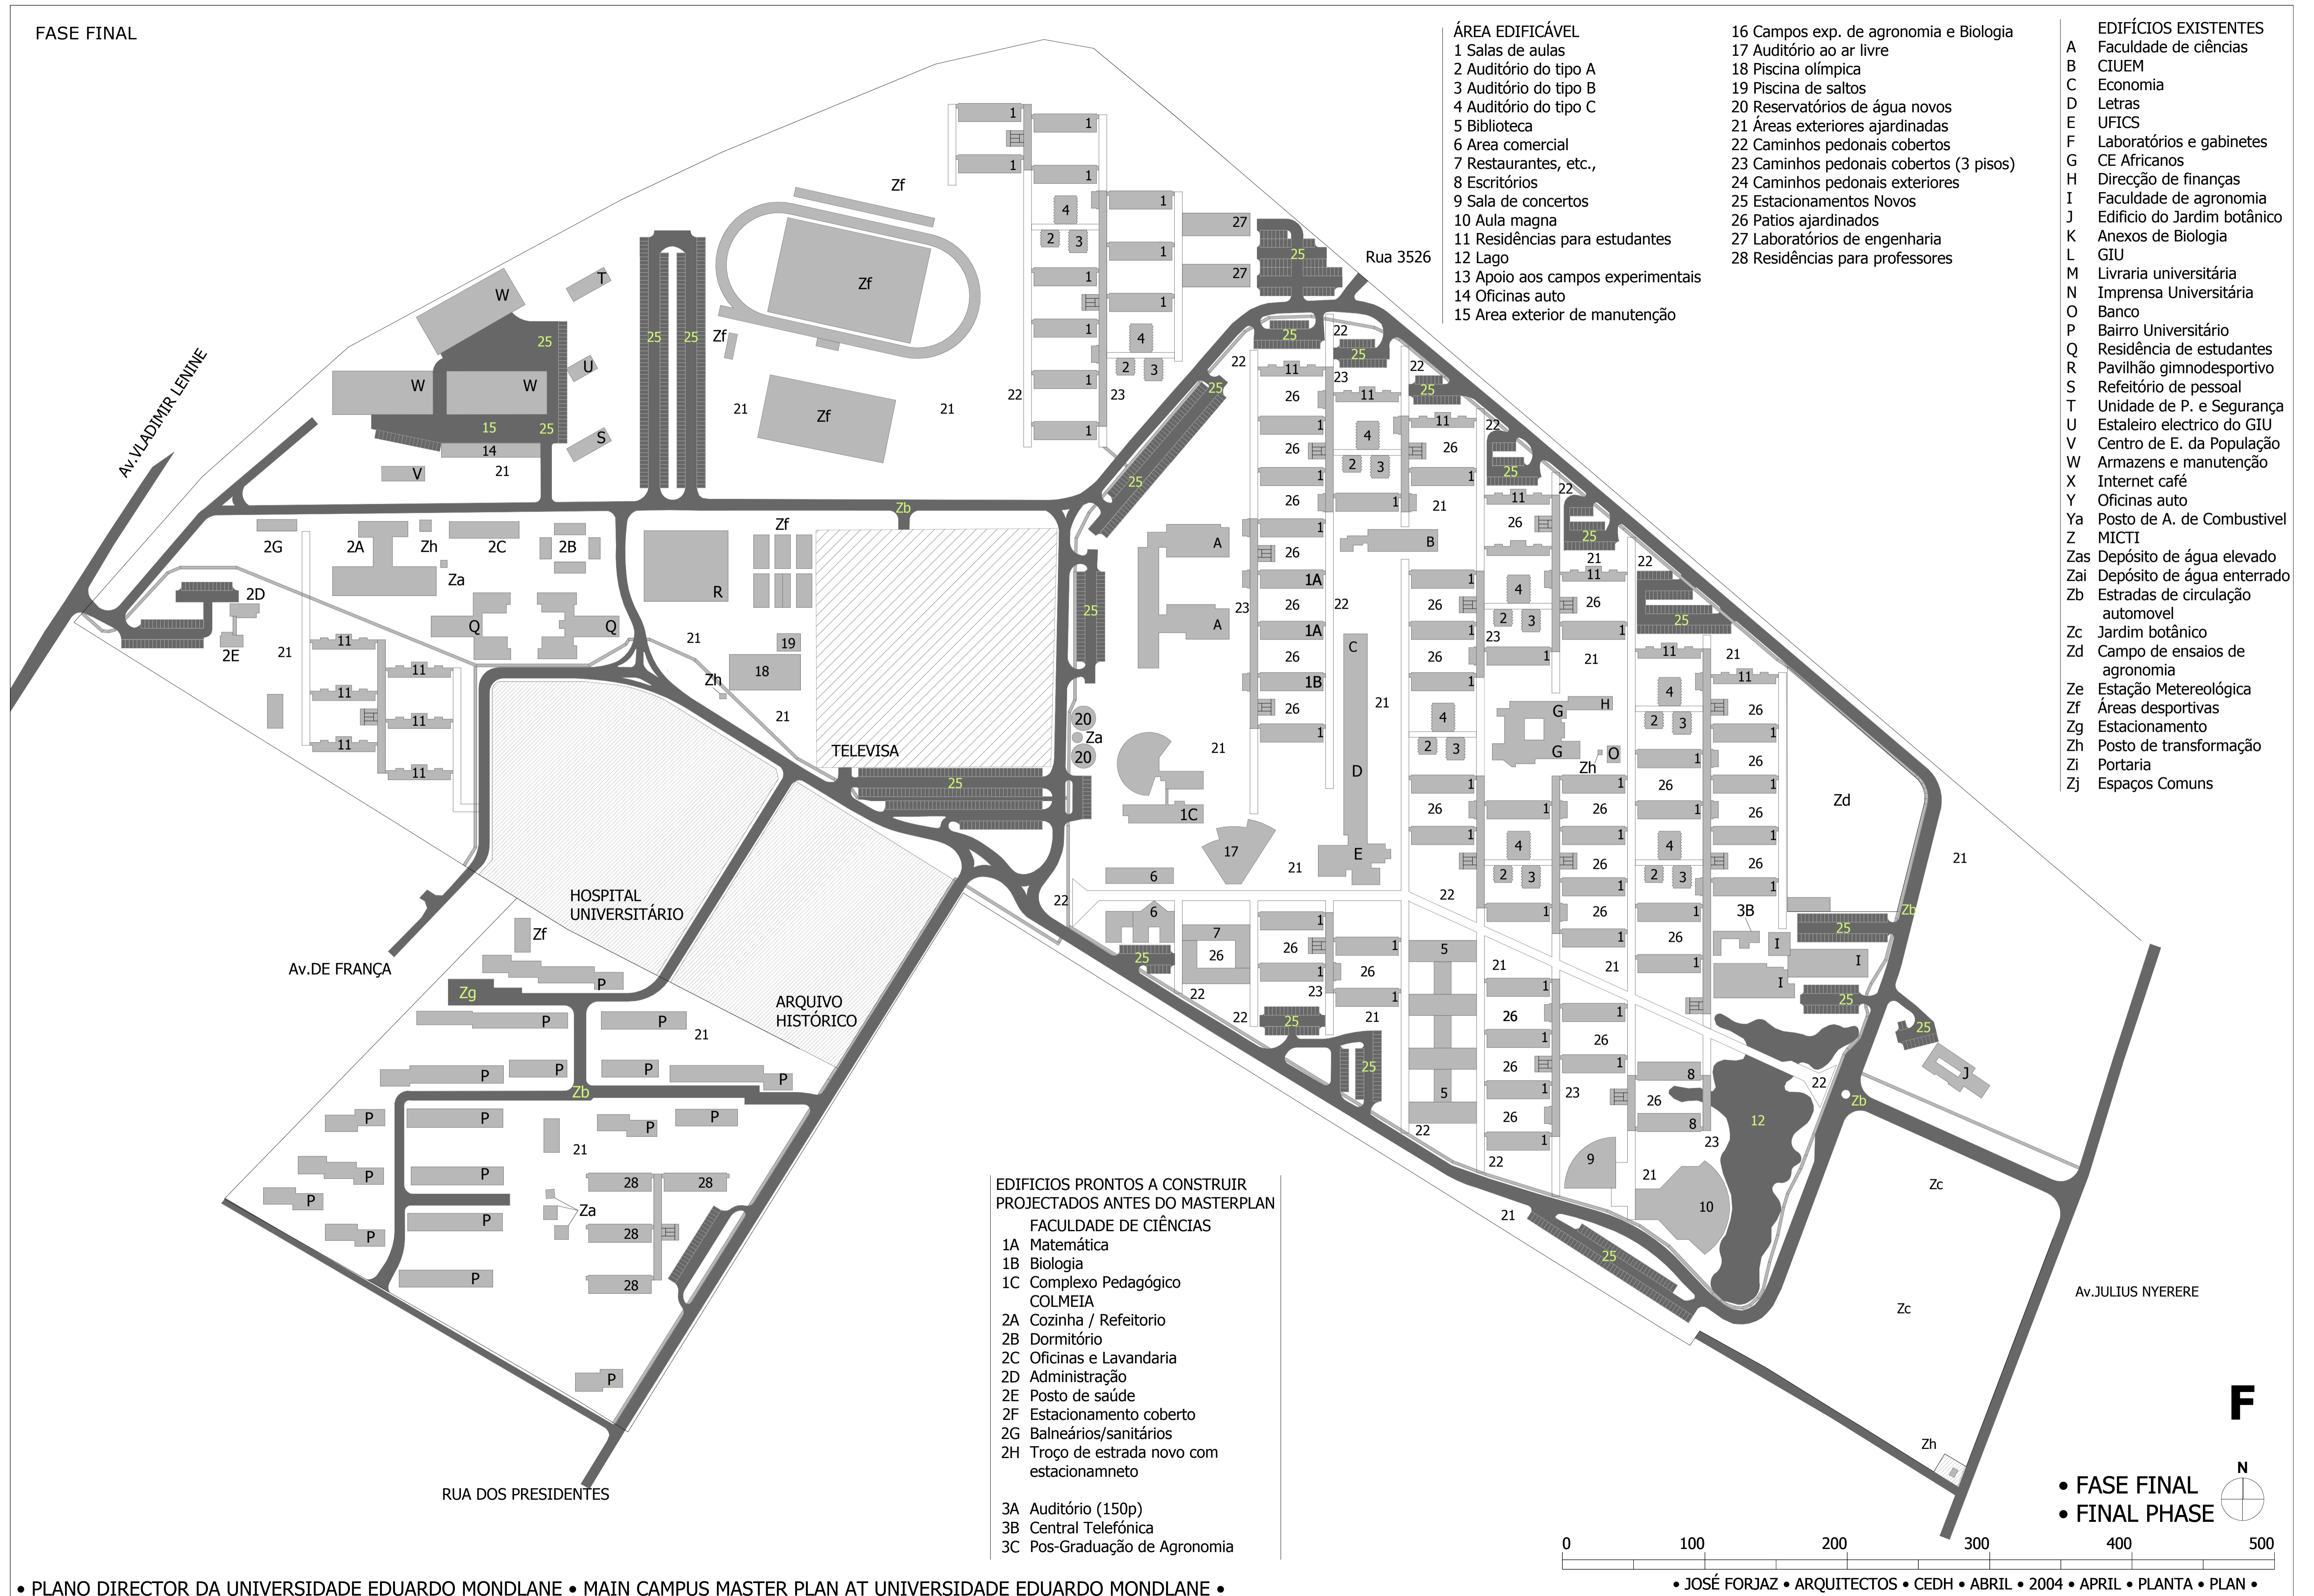 FASE FINAL
ÁREA EDIFICÁVEL
1 Salas de aulas
2 Auditório do tipo A
3 Auditório do tipo B
4 Auditório do tipo C
5 Biblioteca
6 Area comercial
7 Restaurantes, etc.,
8 Escritórios
9 Sala de concertos
10 Aula magna
11 Residências para estudantes
12 Lago
13 Apoio aos campos experimentais
14 Oficinas auto
15 Area exterior de manutenção
16 Campos exp. de agronomia e Biologia
17 Auditório ao ar livre
18 Piscina olímpica
19 Piscina de saltos
20 Reservatórios de água novos
21 Áreas exteriores ajardinadas
22 Caminhos pedonais cobertos
23 Caminhos pedonais cobertos (3 pisos)
24 Caminhos pedonais exteriores
25 Estacionamentos Novos
26 Patios ajardinados
27 Laboratórios de engenharia
28 Residências para professores
EDIFÍCIOS EXISTENTES
A Faculdade de ciências
B CIUEM
C Economia
D Letras
E UFICS
F Laboratórios e gabinetes
G CE Africanos
H Direcção de finanças
I Faculdade de agronomia
J Edificio do Jardim botânico
K Anexos de Biologia
L GIU
M Livraria universitária
N Imprensa Universitária
O Banco
P Bairro Universitário
Q Residência de estudantes
R Pavilhão gimnodesportivo
S Refeitório de pessoal
T Unidade de P. e Segurança
U Estaleiro electrico do GIU
V Centro de E. da População
W Armazens e manutenção
X Internet café
Y Oficinas auto
Ya Posto de A. de Combustivel
Z MICTI
Zas Depósito de água elevado
Zai Depósito de água enterrado
Zb Estradas de circulação
automovel
Zc Jardim botânico
Zd Campo de ensaios de
agronomia
Ze Estação Metereológica
Zf Áreas desportivas
Zg Estacionamento
Zh Posto de transformação
Zi Portaria
Zj Espaços Comuns
Rua 3526
Av.VLADIMIR LENINE
TELEVISA
HOSPITAL
UNIVERSITÁRIO
Av.DE FRANÇA
ARQUIVO
HISTÓRICO
RUA DOS PRESIDENTES
Av.JULIUS NYERERE
EDIFICIOS PRONTOS A CONSTRUIR
PROJECTADOS ANTES DO MASTERPLAN
FACULDADE DE CIÊNCIAS
1A Matemática
1B Biologia
1C Complexo Pedagógico
COLMEIA
2A Cozinha / Refeitorio
2B Dormitório
2C Oficinas e Lavandaria
2D Administração
2E Posto de saúde
2F Estacionamento coberto
2G Balneários/sanitários
2H Troço de estrada novo com
estacionamneto
3A Auditório (150p)
3B Central Telefónica
3C Pos-Graduação de Agronomia
F
N
• FASE FINAL
• FINAL PHASE
0 100 200 300 400 500
• PLANO DIRECTOR DA UNIVERSIDADE EDUARDO MONDLANE • MAIN CAMPUS MASTER PLAN AT UNIVERSIDADE EDUARDO MONDLANE •
• JOSÉ FORJAZ • ARQUITECTOS • CEDH • ABRIL • 2004 • APRIL • PLANTA • PLAN •